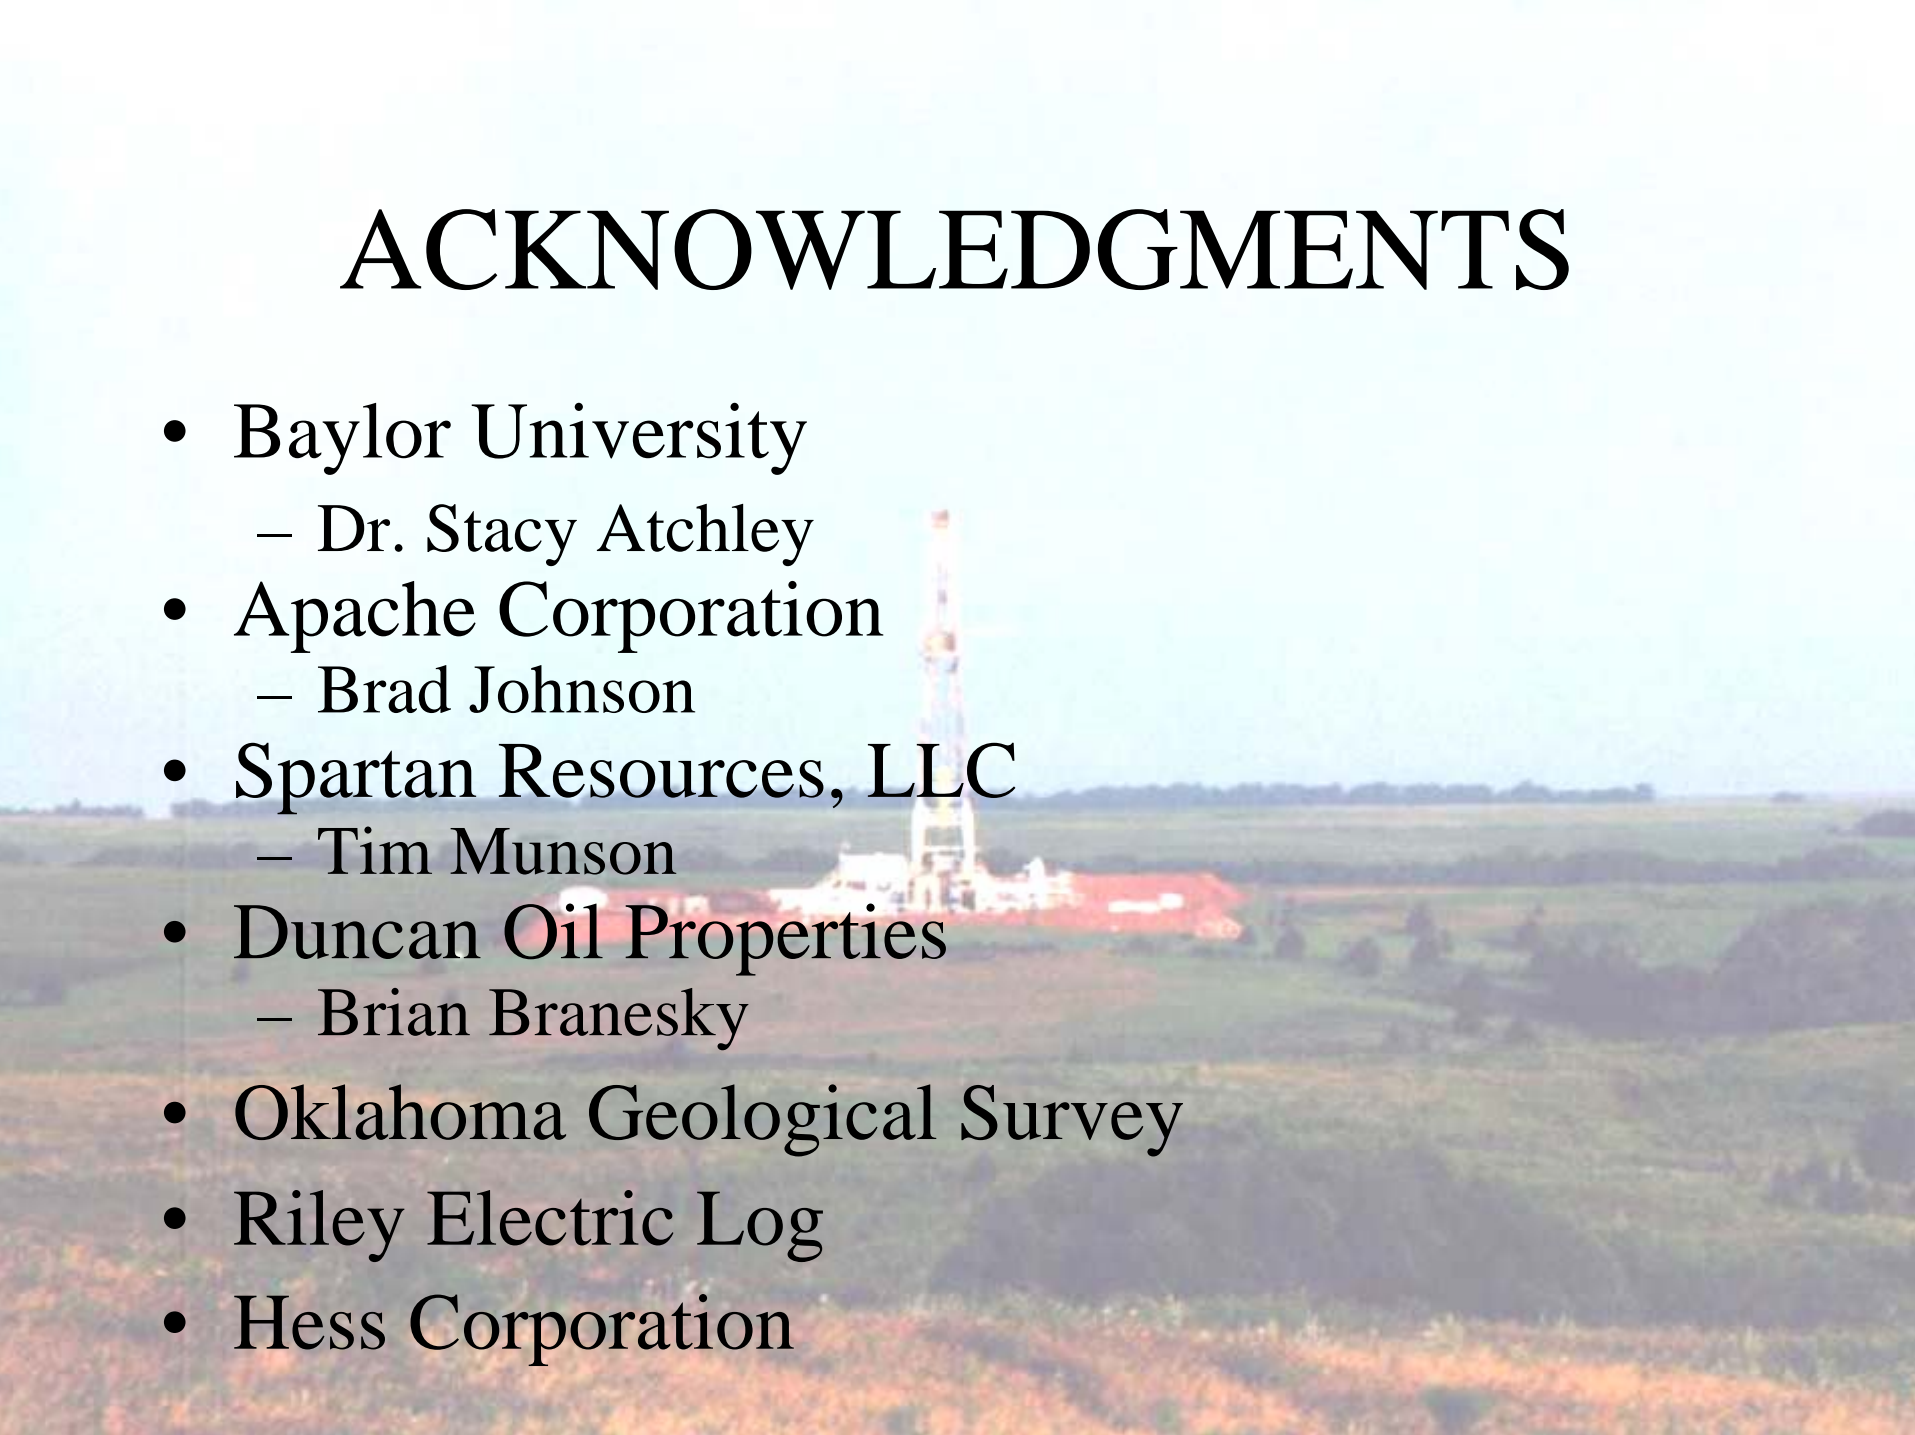 ACKNOWLEDGMENTS
• Baylor University
– Dr. Stacy Atchley
• Apache Corporation
– Brad Johnson
• Spartan Resources, LLC
– Tim Munson
• Duncan Oil Properties
– Brian Branesky
• Oklahoma Geological Survey
• Riley Electric Log
• Hess Corporation